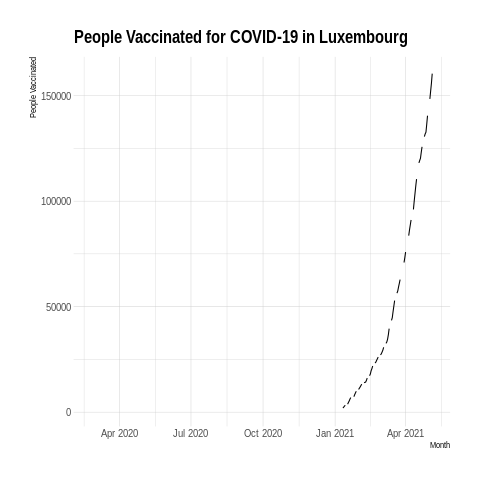 People Vaccinated for COVID-19 in Luxembourg
People Vaccinated
150000
100000
50000
0
Apr 2020 Jul 2020 Oct 2020 Jan 2021 Apr 2021
Month